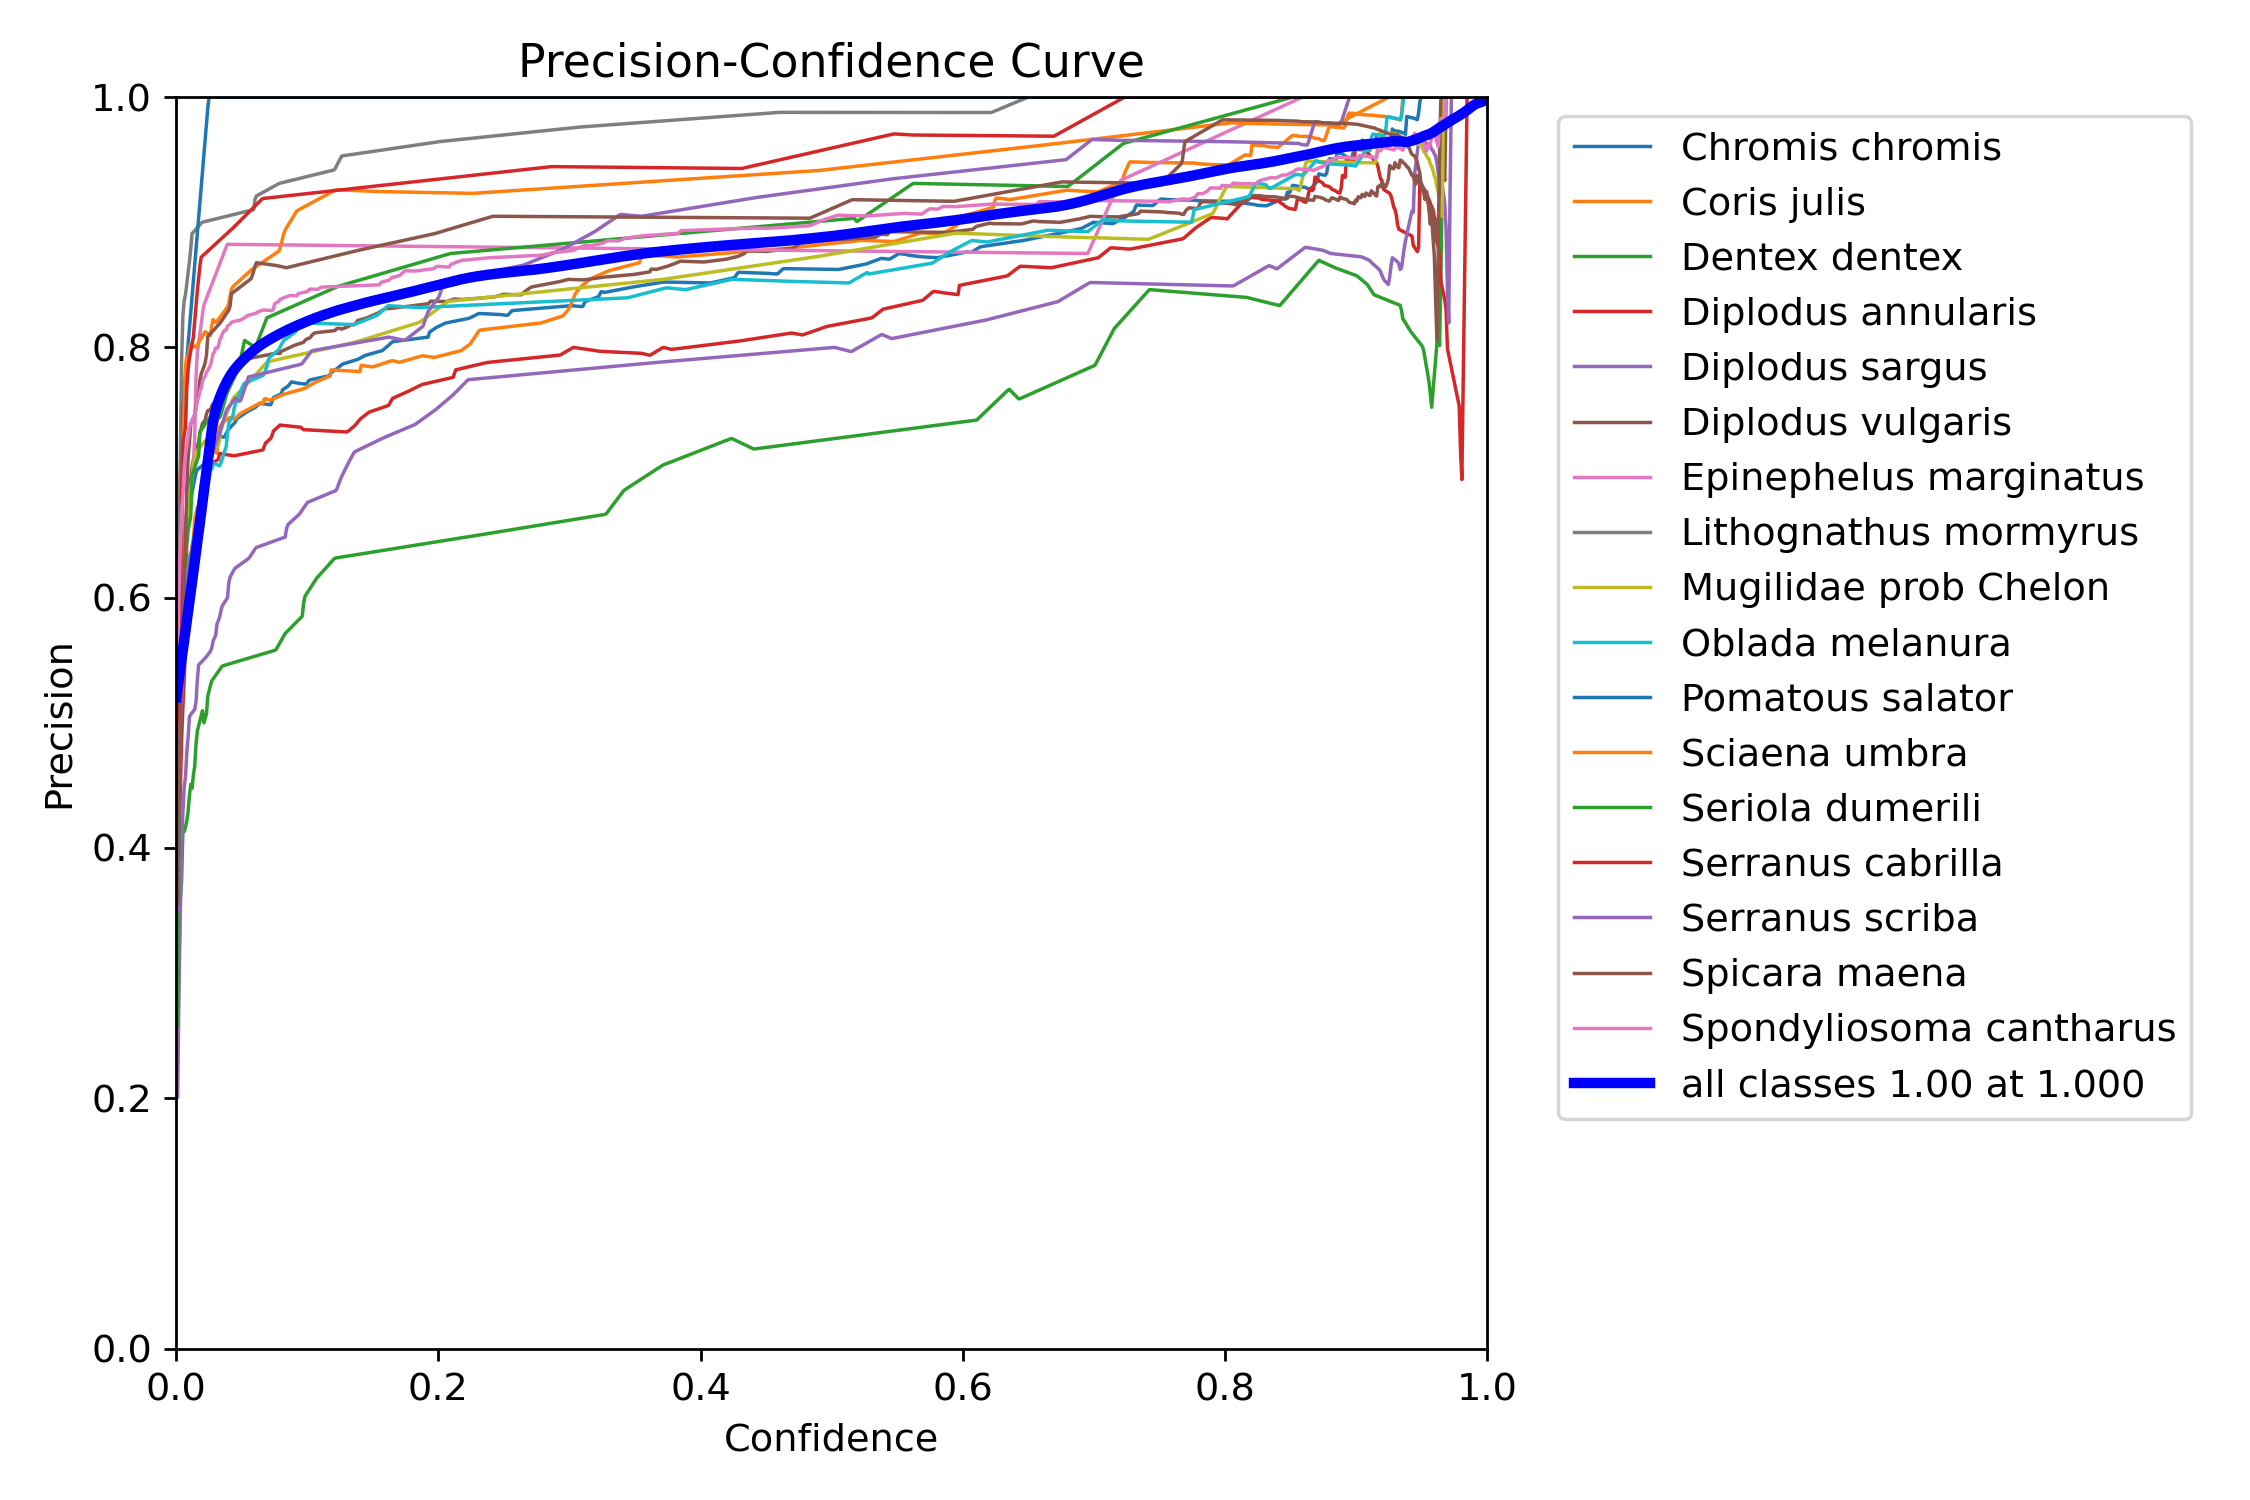 Precision-Confidence Curve
1.0
0.8
0.6
0.4
0.2
0.0
Precision
0.0 0.2 0.4 0.6 0.8 1.0
Confidence
Chromis chromis
Coris julis
Dentex dentex
Diplodus annularis
Diplodus sargus
Diplodus vulgaris
Epinephelus marginatus
Lithognathus mormyrus
Mugilidae prob Chelon
Oblada melanura
Pomatous salator
Sciaena umbra
Seriola dumerili
Serranus cabrilla
Serranus scriba
Spicara maena
Spondyliosoma cantharus
all classes 1.00 at 1.000